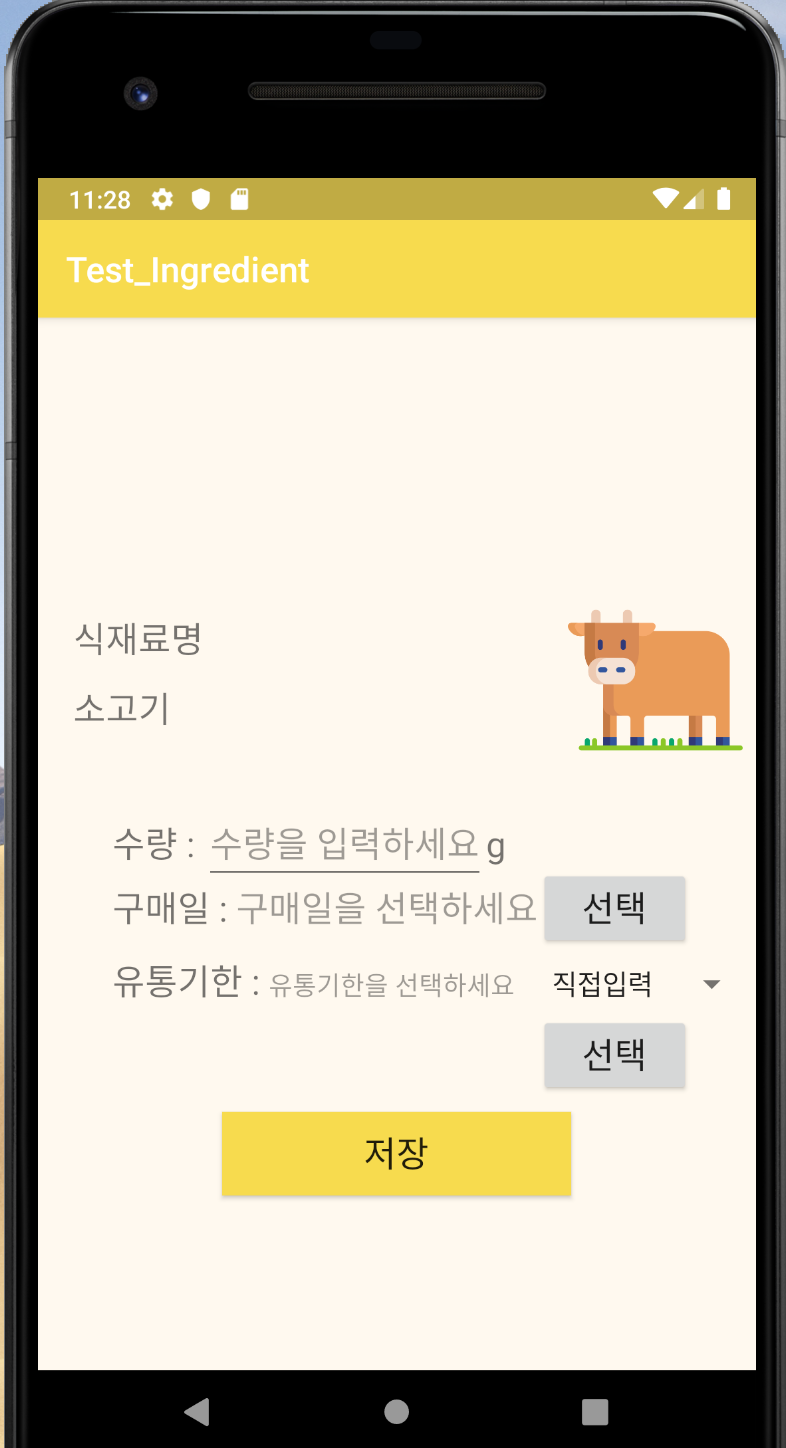 11:28
Test_Ingredient
식재료명
소고기
수량 : 수량을 입력하세요 g
구매일 : 구매일을 선택하세요 선택
유통기한 : 유통기한을 선택하세요 직접입력
선택
저장